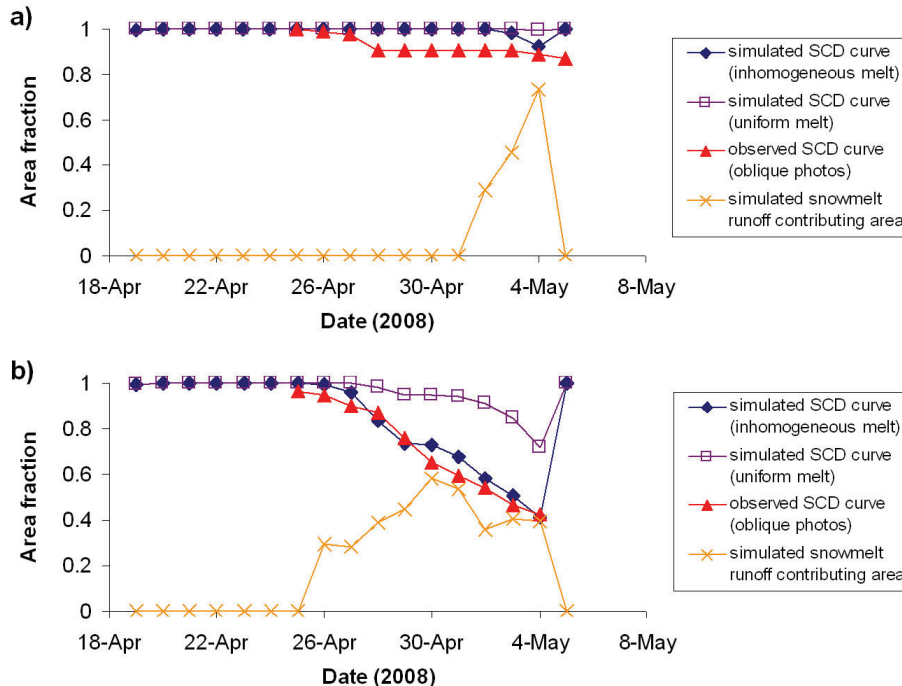 a)
Area fraction
1
0.8
0.6
0.4
0.2
0
18-Apr 22-Apr 26-Apr 30-Apr 4-May 8-May
Date (2008)
simulated SCD curve
(inhomogeneous melt)
simulated SCD curve
(uniform melt)
observed SCD curve
(oblique photos)
simulated snowmelt
runoff contributing area
b)
Area fraction
1
0.8
0.6
0.4
0.2
0
18-Apr 22-Apr 26-Apr 30-Apr 4-May 8-May
Date (2008)
simulated SCD curve
(inhomogeneous melt)
simulated SCD curve
(uniform melt)
observed SCD curve
(oblique photos)
simulated snowmelt
runoff contributing area